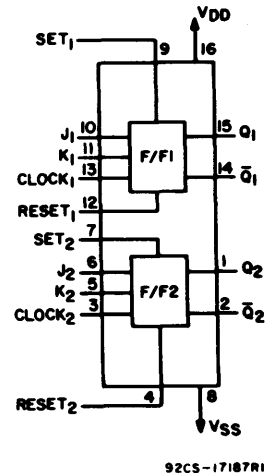 VDD
SET1
9 16
J1 10 15 Q1
K1 11 F/F1
CLOCK1 13 14 Q̅1
RESET1 12
SET2 7
J2 6 1 Q2
K2 5 F/F2
CLOCK2 3 2 Q̅2
RESET2 4 8
VSS
92CS-17187R1